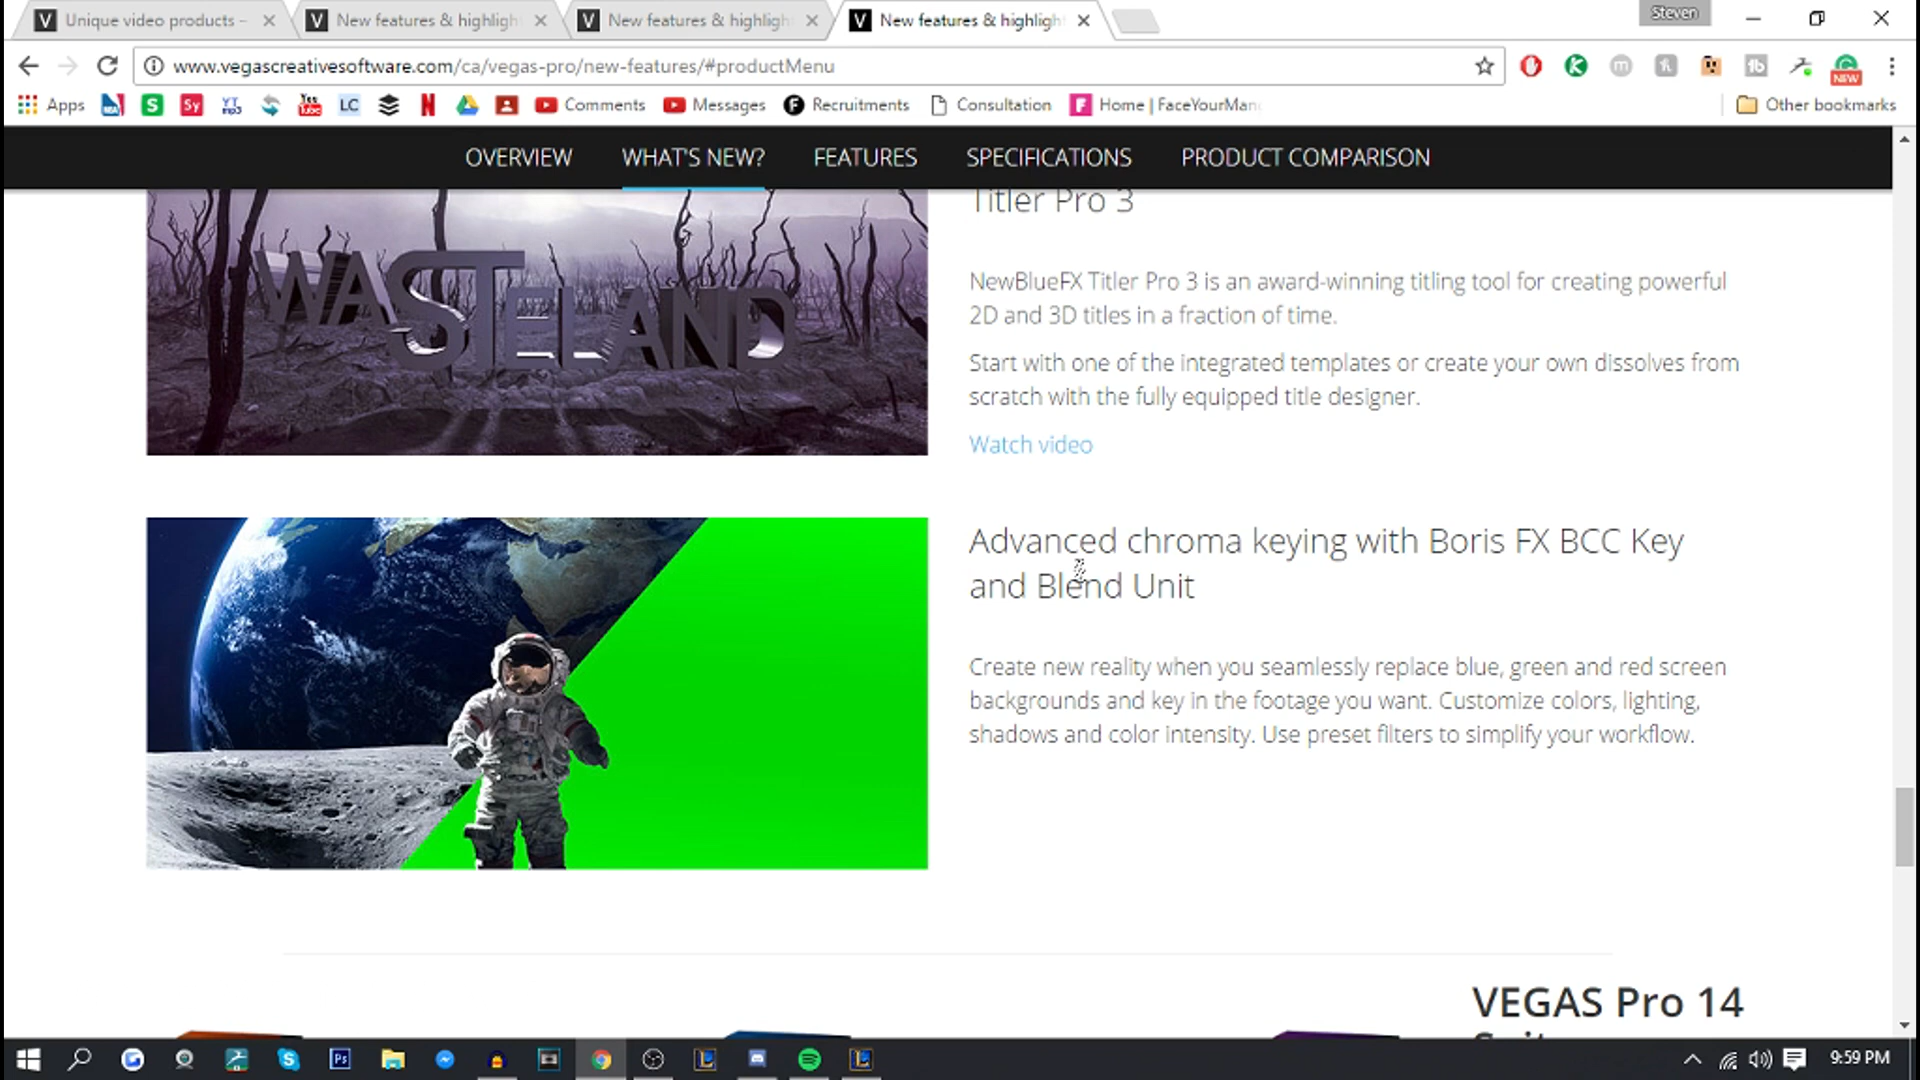 Unique video products -
New features & highligh
New features & highligh
New features & highligh
Steven
www.vegascreativesoftware.com/ca/vegas-pro/new-features/#productMenu
NEW
Apps
S
Sy
LC
N
Comments
Messages
Recruitments
Consultation
Home | FaceYourMan
Other bookmarks
OVERVIEW
WHAT'S NEW?
FEATURES
SPECIFICATIONS
PRODUCT COMPARISON
WASTELAND
Titler Pro 3
NewBlueFX Titler Pro 3 is an award-winning titling tool for creating powerful
2D and 3D titles in a fraction of time.
Start with one of the integrated templates or create your own dissolves from
scratch with the fully equipped title designer.
Watch video
Advanced chroma keying with Boris FX BCC Key
and Blend Unit
Create new reality when you seamlessly replace blue, green and red screen
backgrounds and key in the footage you want. Customize colors, lighting,
shadows and color intensity. Use preset filters to simplify your workflow.
VEGAS Pro 14
Ps
9:59 PM